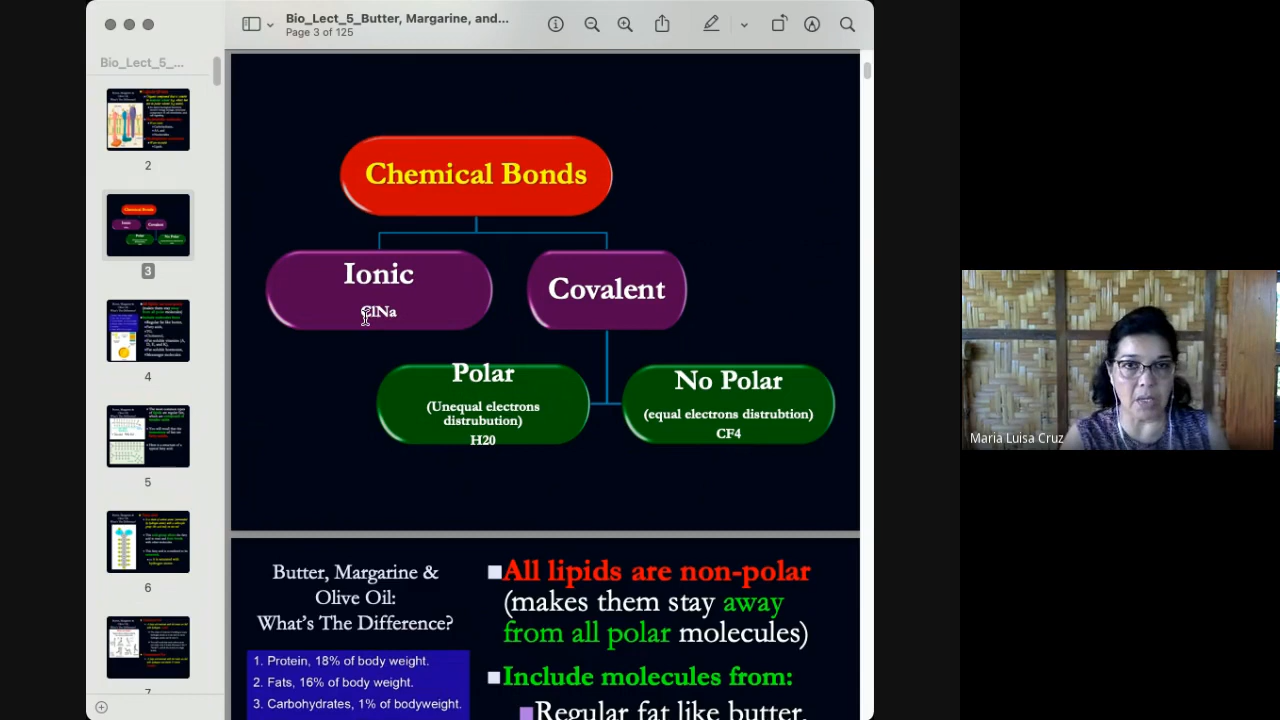 Bio_Lect_5_Butter, Margarine, and...
Page 3 of 125
Bio_Lect_5_...
2
3
4
5
6
7
Chemical Bonds
Ionic
ClNa
Covalent
Polar
(Unequal electrons
distrubution)
H20
No Polar
(equal electrons distrubtion)
CF4
Butter, Margarine &
Olive Oil:
What's The Difference?
1. Protein, 18% of body weight.
2. Fats, 16% of body weight.
3. Carbohydrates, 1% of bodyweight.
All lipids are non-polar
(makes them stay away
from all polar molecules)
Include molecules from:
Regular fat like butter,
Maria Luisa Cruz